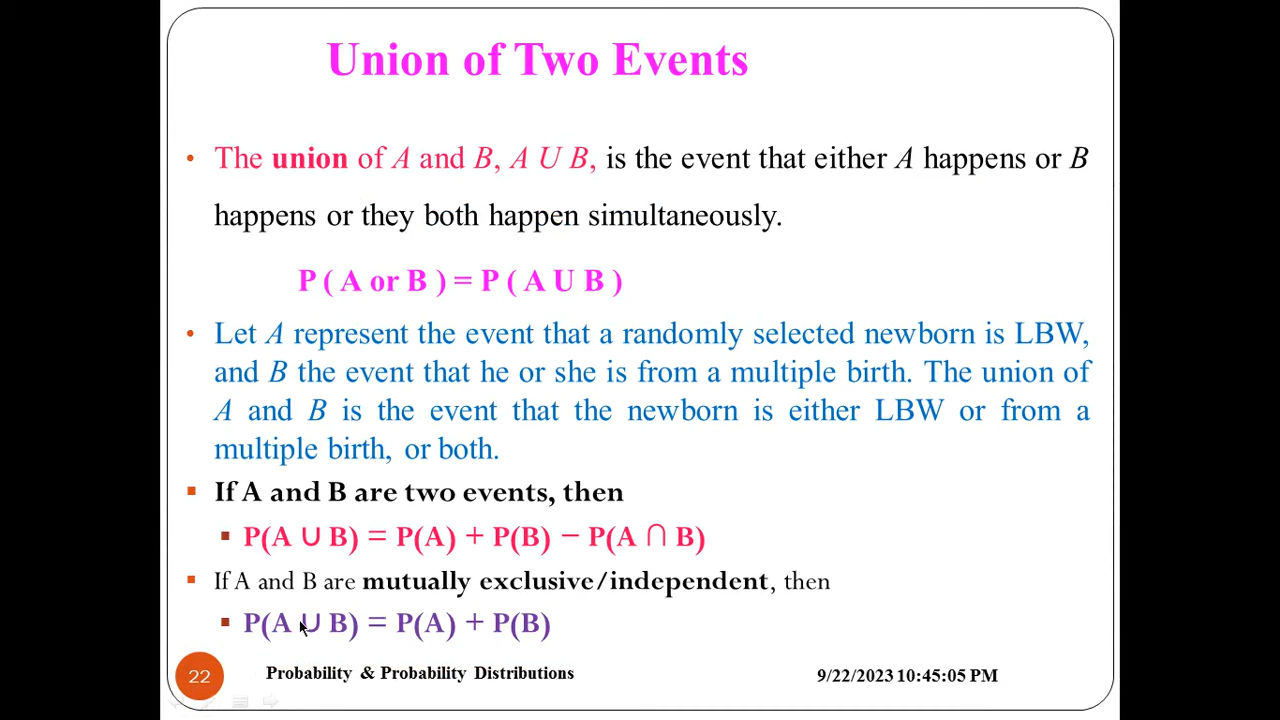 Union of Two Events
• The union of A and B, A U B, is the event that either A happens or B
happens or they both happen simultaneously.
P ( A or B ) = P ( A U B )
• Let A represent the event that a randomly selected newborn is LBW,
and B the event that he or she is from a multiple birth. The union of
A and B is the event that the newborn is either LBW or from a
multiple birth, or both.
▪ If A and B are two events, then
▪ P(A ∪ B) = P(A) + P(B) − P(A ∩ B)
▪ If A and B are mutually exclusive/independent, then
▪ P(A ∪ B) = P(A) + P(B)
22 Probability & Probability Distributions 9/22/2023 10:45:05 PM